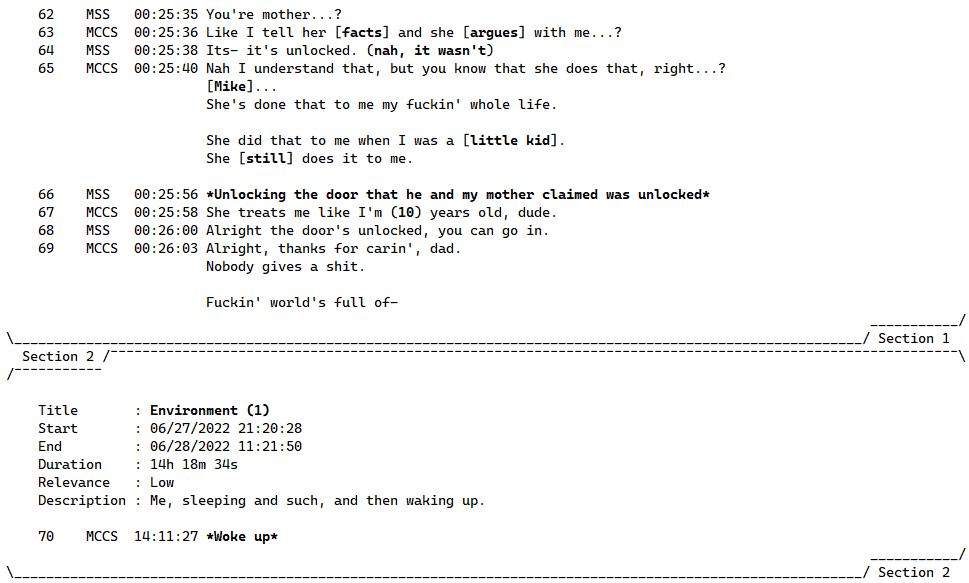 62 MSS 00:25:35 You're mother...?
63 MCCS 00:25:36 Like I tell her [facts] and she [argues] with me...?
64 MSS 00:25:38 Its- it's unlocked. (nah, it wasn't)
65 MCCS 00:25:40 Nah I understand that, but you know that she does that, right...?
[Mike]...
She's done that to me my fuckin' whole life.
She did that to me when I was a [little kid].
She [still] does it to me.
66 MSS 00:25:56 *Unlocking the door that he and my mother claimed was unlocked*
67 MCCS 00:25:58 She treats me like I'm (10) years old, dude.
68 MSS 00:26:00 Alright the door's unlocked, you can go in.
69 MCCS 00:26:03 Alright, thanks for carin', dad.
Nobody gives a shit.
Fuckin' world's full of-
Section 1
Section 2
Title : Environment (1)
Start : 06/27/2022 21:20:28
End : 06/28/2022 11:21:50
Duration : 14h 18m 34s
Relevance : Low
Description : Me, sleeping and such, and then waking up.
70 MCCS 14:11:27 *Woke up*
Section 2